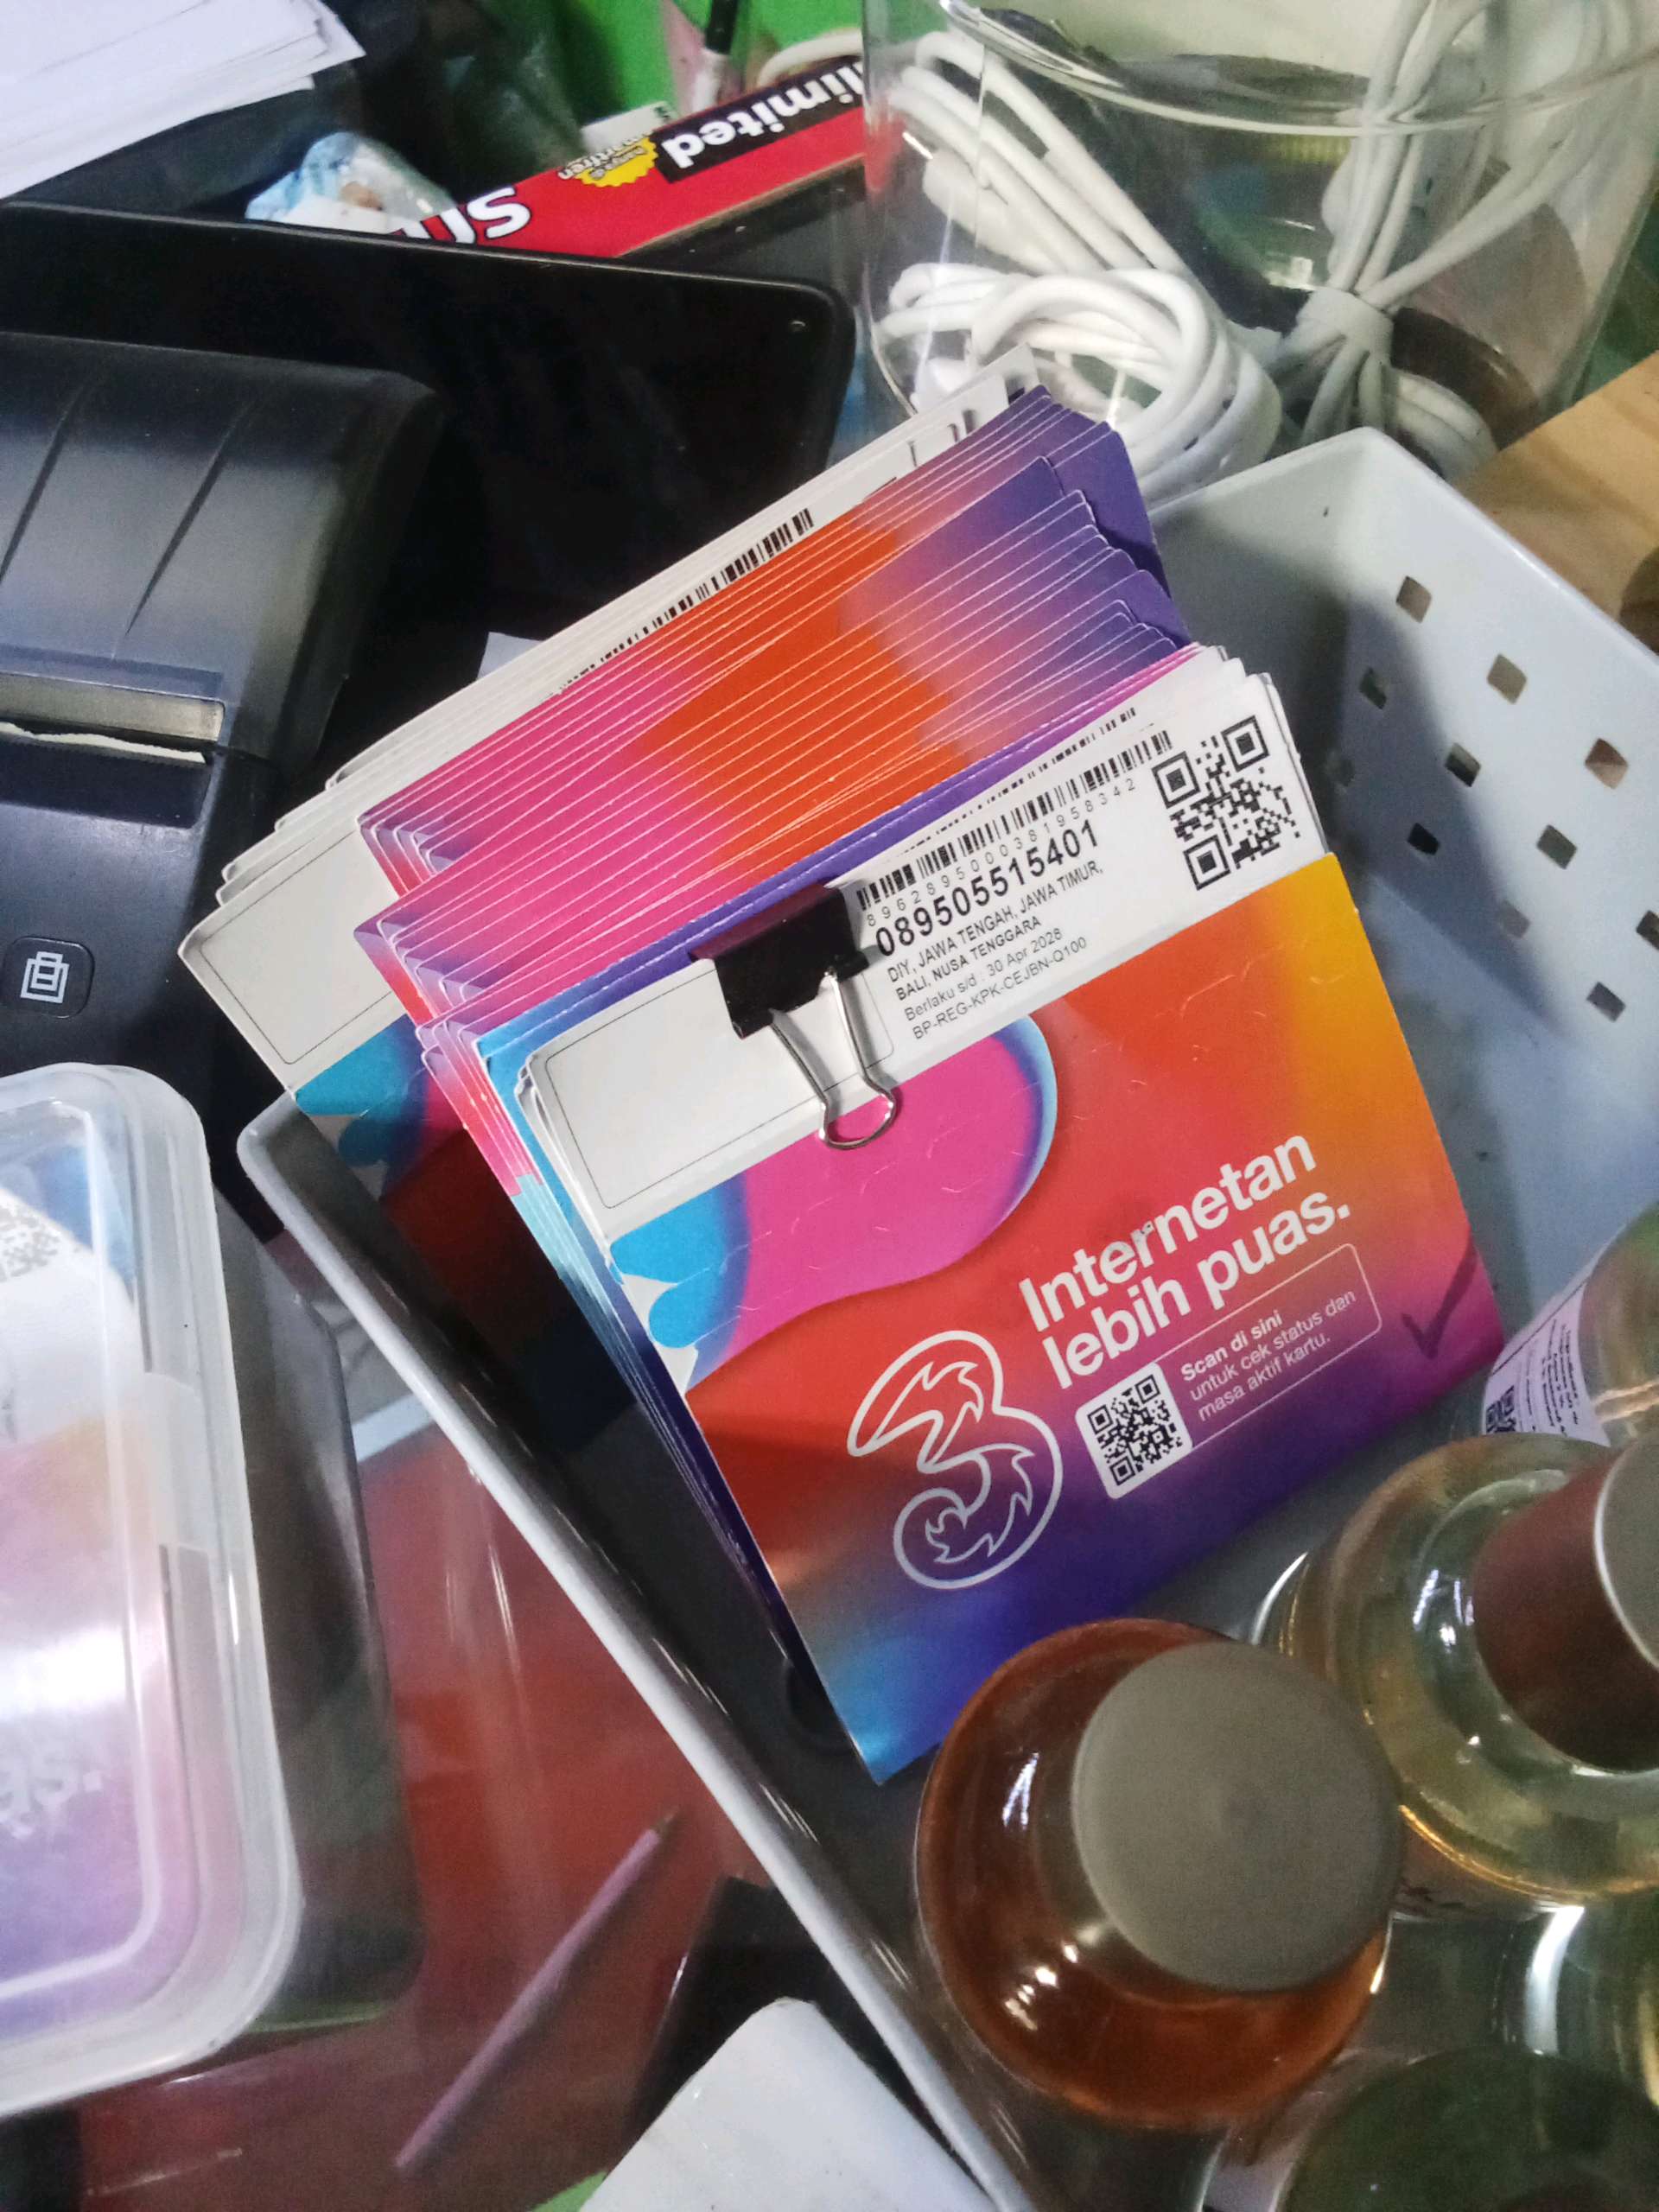 limited
8962895000381958342
089505515401
DIY, JAWA TENGAH, JAWA TIMUR,
BALI, NUSA TENGGARA
Berlaku s/d : 30 Apr 2028
BP-REG-KPK-CEJBN-Q100
Internetan
lebih puas.
Scan di sini
untuk cek status dan
masa aktif kartu.
3